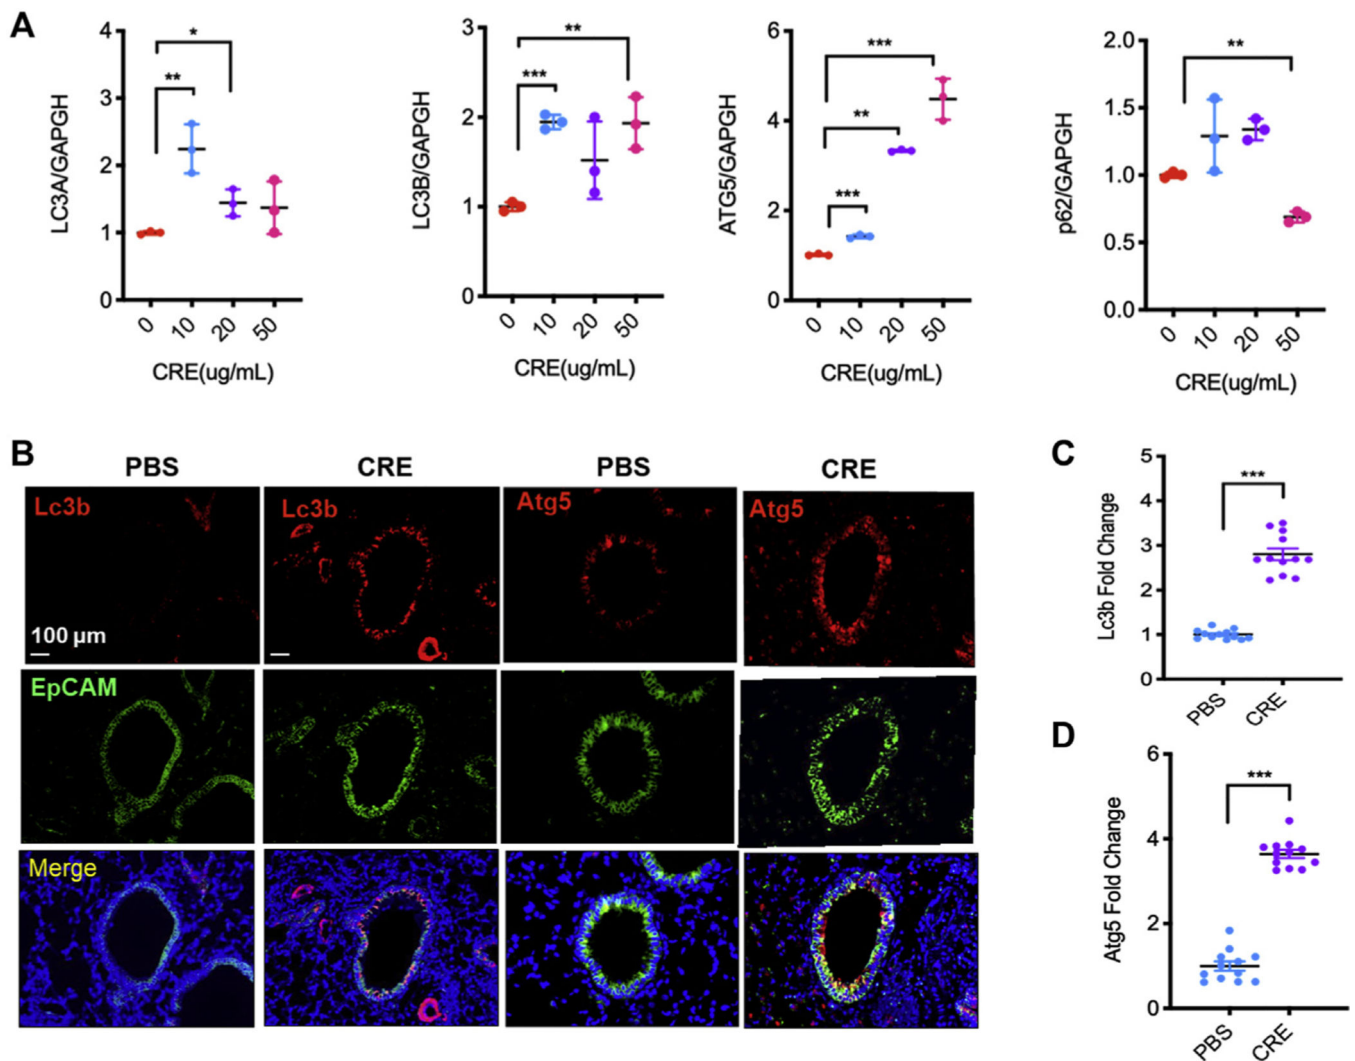 A
LC3A/GAPGH
4
3
2
1
0
*
**
0 10 20 50
CRE(ug/mL)
LC3B/GAPGH
3
2
1
0
**
***
0 10 20 50
CRE(ug/mL)
ATG5/GAPGH
6
4
2
0
***
**
***
0 10 20 50
CRE(ug/mL)
p62/GAPGH
2.0
1.5
1.0
0.5
0.0
**
0 10 20 50
CRE(ug/mL)
B
PBS CRE PBS CRE
Lc3b Lc3b Atg5 Atg5
100 µm
EpCAM
Merge
C
Lc3b Fold Change
5
4
3
2
1
0
***
PBS CRE
D
Atg5 Fold Change
6
4
2
0
***
PBS CRE